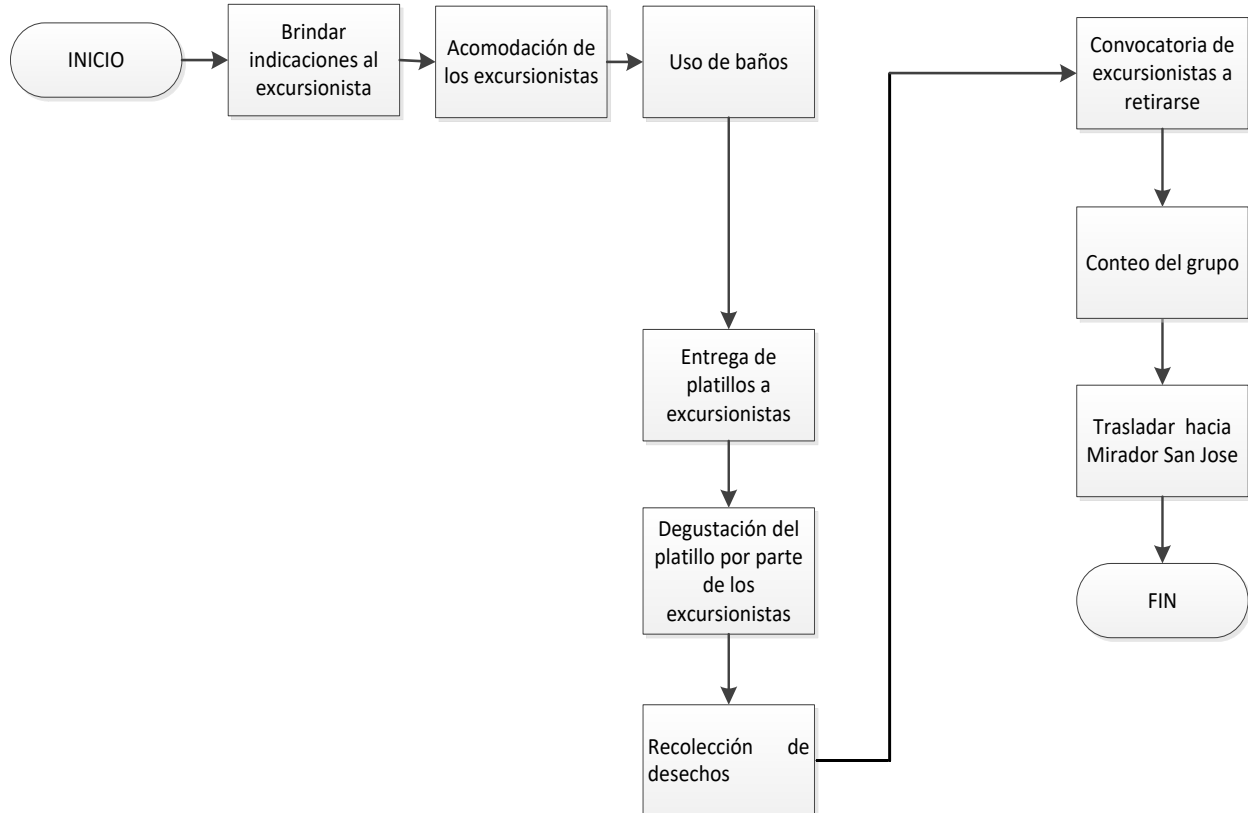 INICIO
Brindar
indicaciones al
excursionista
Acomodación de
los excursionistas
Uso de baños
Entrega de
platillos a
excursionistas
Degustación del
platillo por parte
de los
excursionistas
Recolección de
desechos
Convocatoria de
excursionistas a
retirarse
Conteo del grupo
Trasladar hacia
Mirador San Jose
FIN